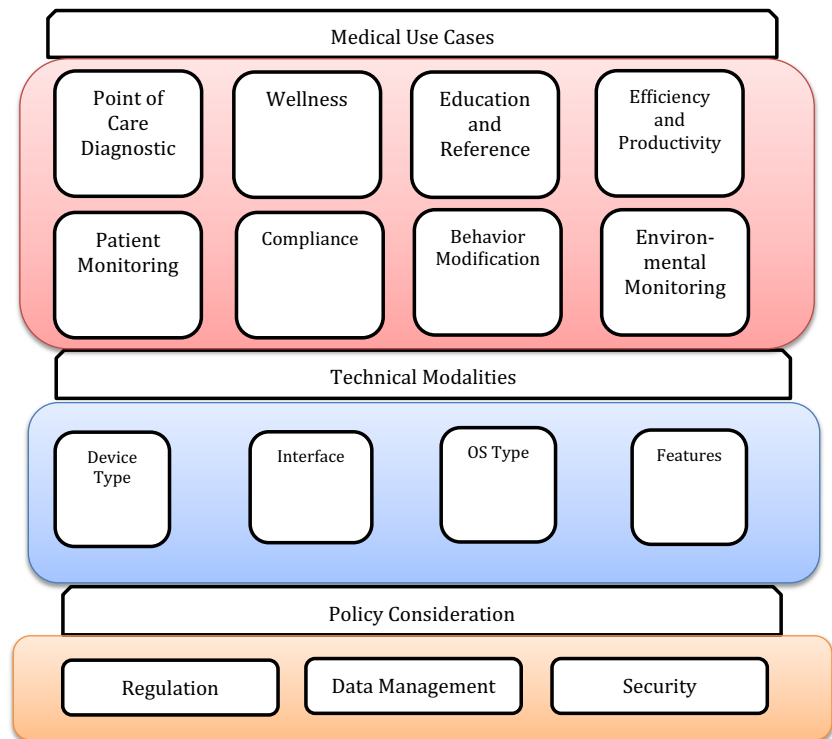 Medical Use Cases
Point of
Care
Diagnostic
Wellness
Education
and
Reference
Efficiency
and
Productivity
Patient
Monitoring
Compliance
Behavior
Modification
Environ-
mental
Monitoring
Technical Modalities
Device
Type
Interface
OS Type
Features
Policy Consideration
Regulation
Data Management
Security